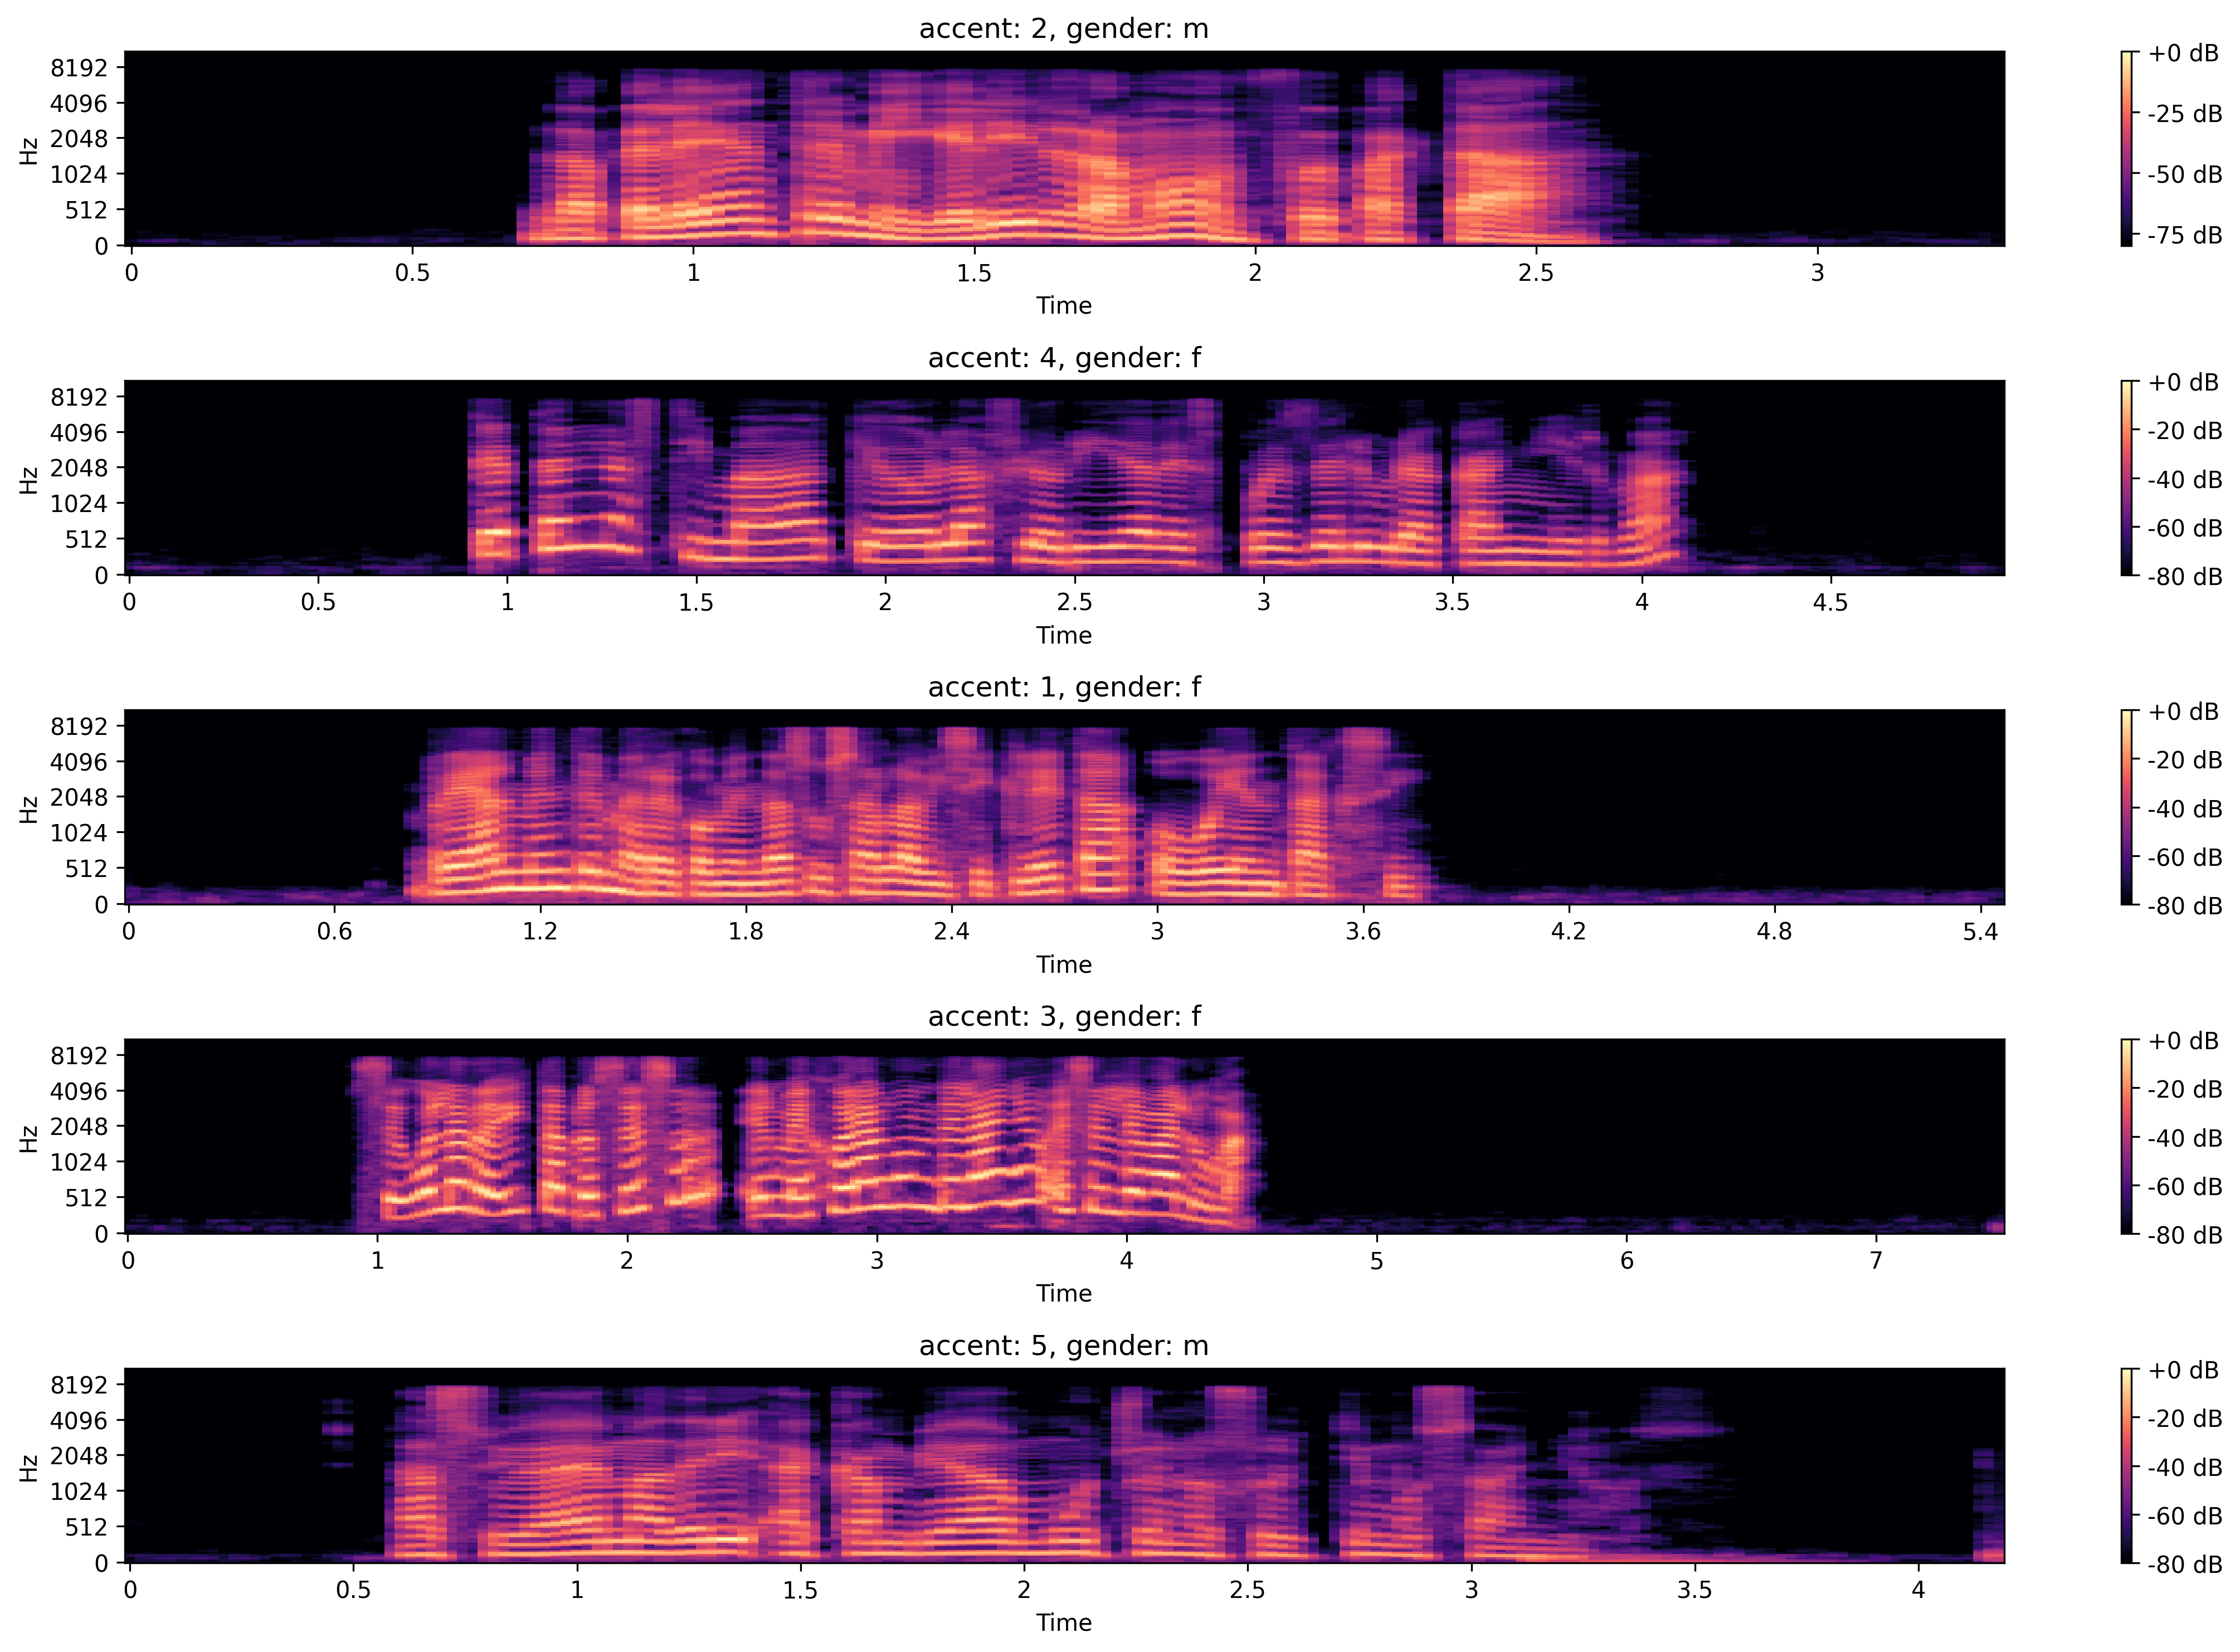 accent: 2, gender: m
8192
4096
2048
1024
512
0
Hz
0 0.5 1 1.5 2 2.5 3
Time
+0 dB
-25 dB
-50 dB
-75 dB
accent: 4, gender: f
8192
4096
2048
1024
512
0
Hz
0 0.5 1 1.5 2 2.5 3 3.5 4 4.5
Time
+0 dB
-20 dB
-40 dB
-60 dB
-80 dB
accent: 1, gender: f
8192
4096
2048
1024
512
0
Hz
0 0.6 1.2 1.8 2.4 3 3.6 4.2 4.8 5.4
Time
+0 dB
-20 dB
-40 dB
-60 dB
-80 dB
accent: 3, gender: f
8192
4096
2048
1024
512
0
Hz
0 1 2 3 4 5 6 7
Time
+0 dB
-20 dB
-40 dB
-60 dB
-80 dB
accent: 5, gender: m
8192
4096
2048
1024
512
0
Hz
0 0.5 1 1.5 2 2.5 3 3.5 4
Time
+0 dB
-20 dB
-40 dB
-60 dB
-80 dB